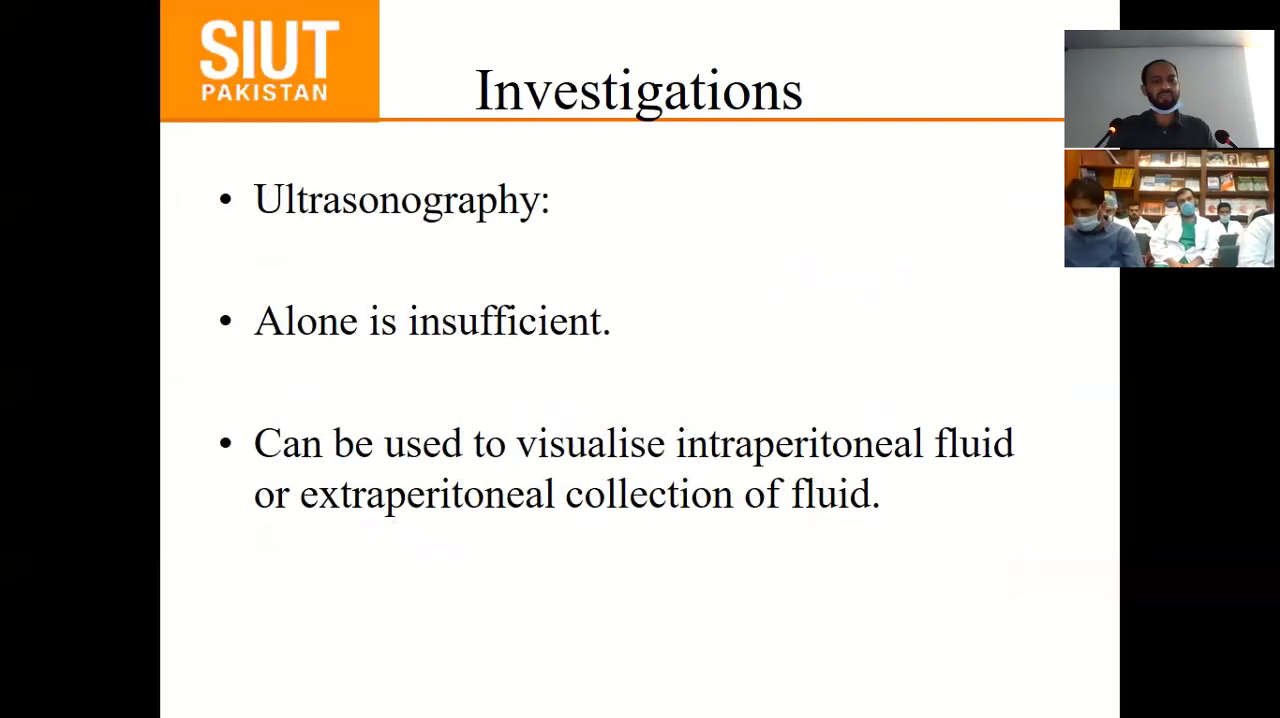 SIUT
PAKISTAN
Investigations
• Ultrasonography:
• Alone is insufficient.
• Can be used to visualise intraperitoneal fluid
or extraperitoneal collection of fluid.